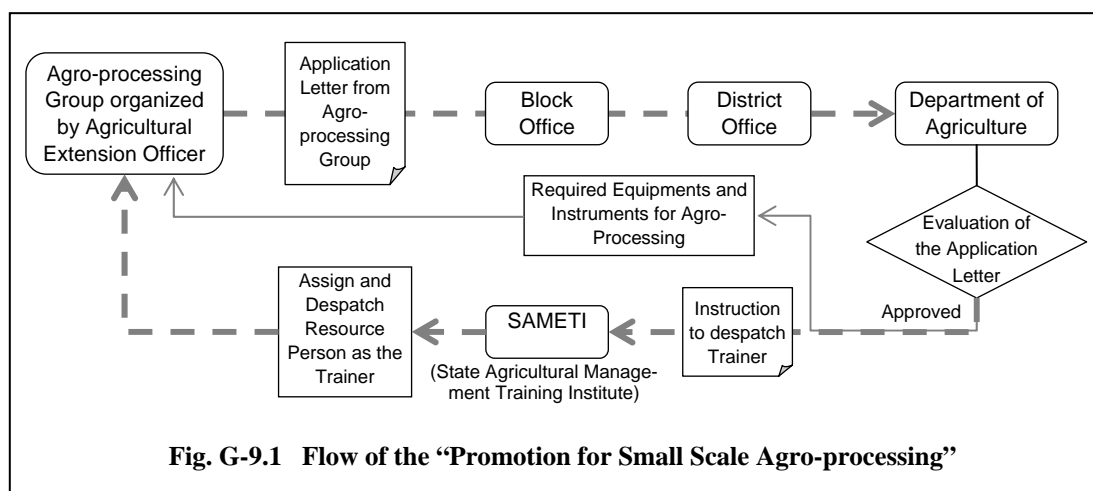 Agro-processing
Group organized
by Agricultural
Extension Officer
Application
Letter from
Agro-
processing
Group
Block
Office
District
Office
Department of
Agriculture
Required Equipments and
Instruments for Agro-
Processing
Evaluation of
the Application
Letter
Approved
Assign and
Despatch
Resource
Person as the
Trainer
SAMETI
(State Agricultural Manage-
ment Training Institute)
Instruction
to despatch
Trainer
Fig. G-9.1 Flow of the “Promotion for Small Scale Agro-processing”